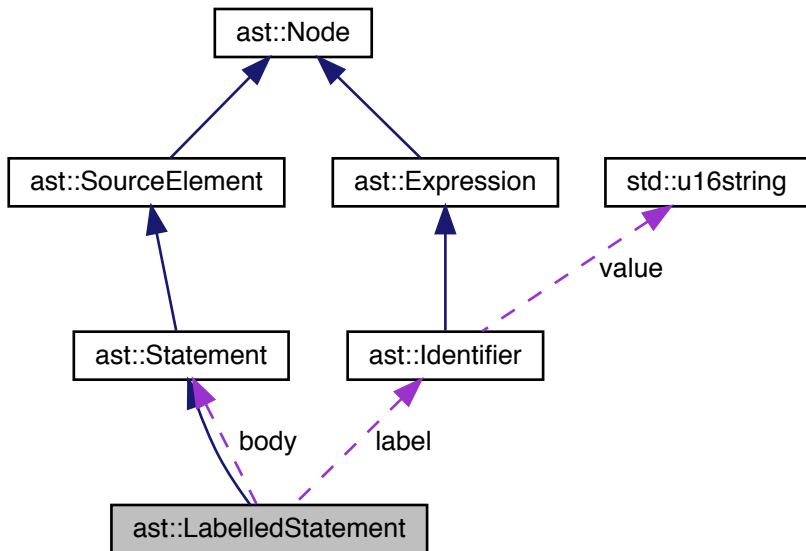 ast::Node
ast::SourceElement
ast::Expression
std::u16string
value
ast::Statement
ast::Identifier
body
label
ast::LabelledStatement